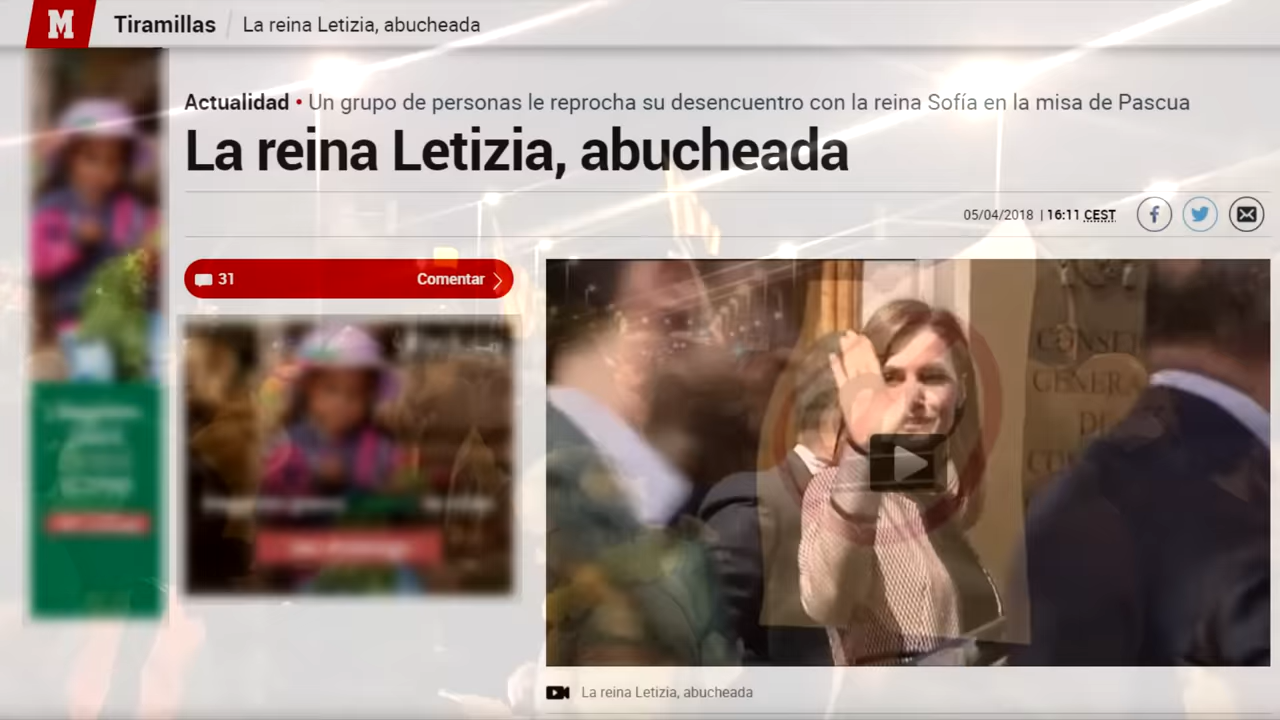 M
Tiramillas
La reina Letizia, abucheada
Actualidad • Un grupo de personas le reprocha su desencuentro con la reina Sofía en la misa de Pascua
La reina Letizia, abucheada
05/04/2018 | 16:11 CEST
31
Comentar
GENERA
La reina Letizia, abucheada